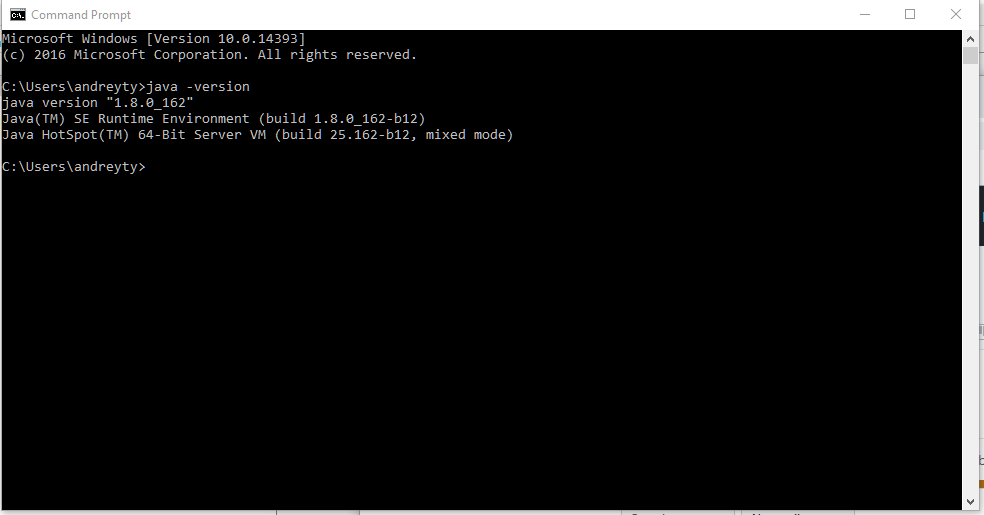 Command Prompt
Microsoft Windows [Version 10.0.14393]
(c) 2016 Microsoft Corporation. All rights reserved.
C:\Users\andreyty>java -version
java version "1.8.0_162"
Java(TM) SE Runtime Environment (build 1.8.0_162-b12)
Java HotSpot(TM) 64-Bit Server VM (build 25.162-b12, mixed mode)
C:\Users\andreyty>